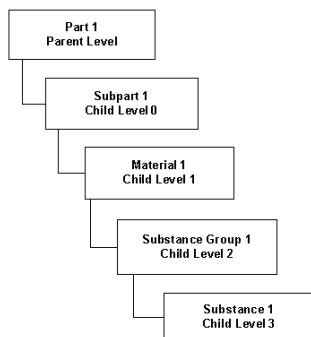 Part 1
Parent Level
Subpart 1
Child Level 0
Material 1
Child Level 1
Substance Group 1
Child Level 2
Substance 1
Child Level 3